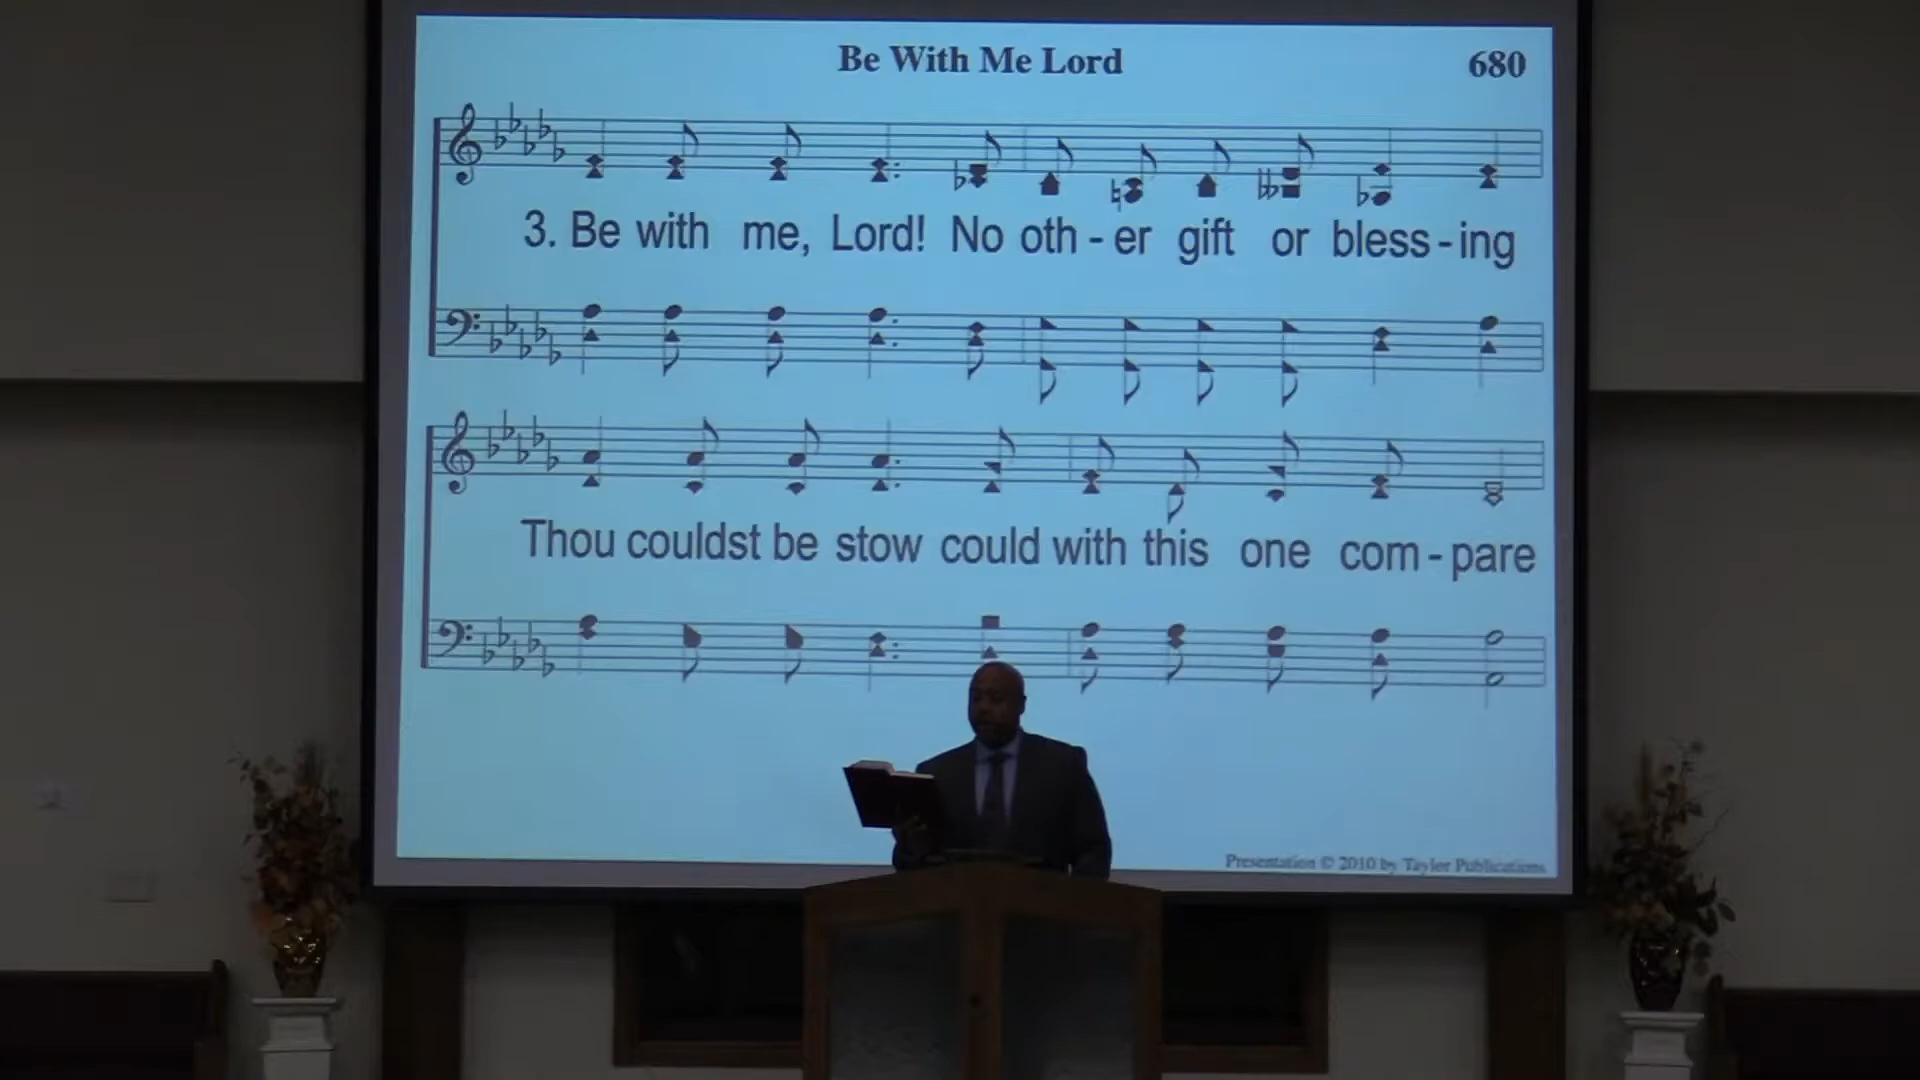 Be With Me Lord
680
3. Be with me, Lord! No oth - er gift or bless - ing
Thou couldst be stow could with this one com - pare
Presentation © 2010 by Taylor Publications